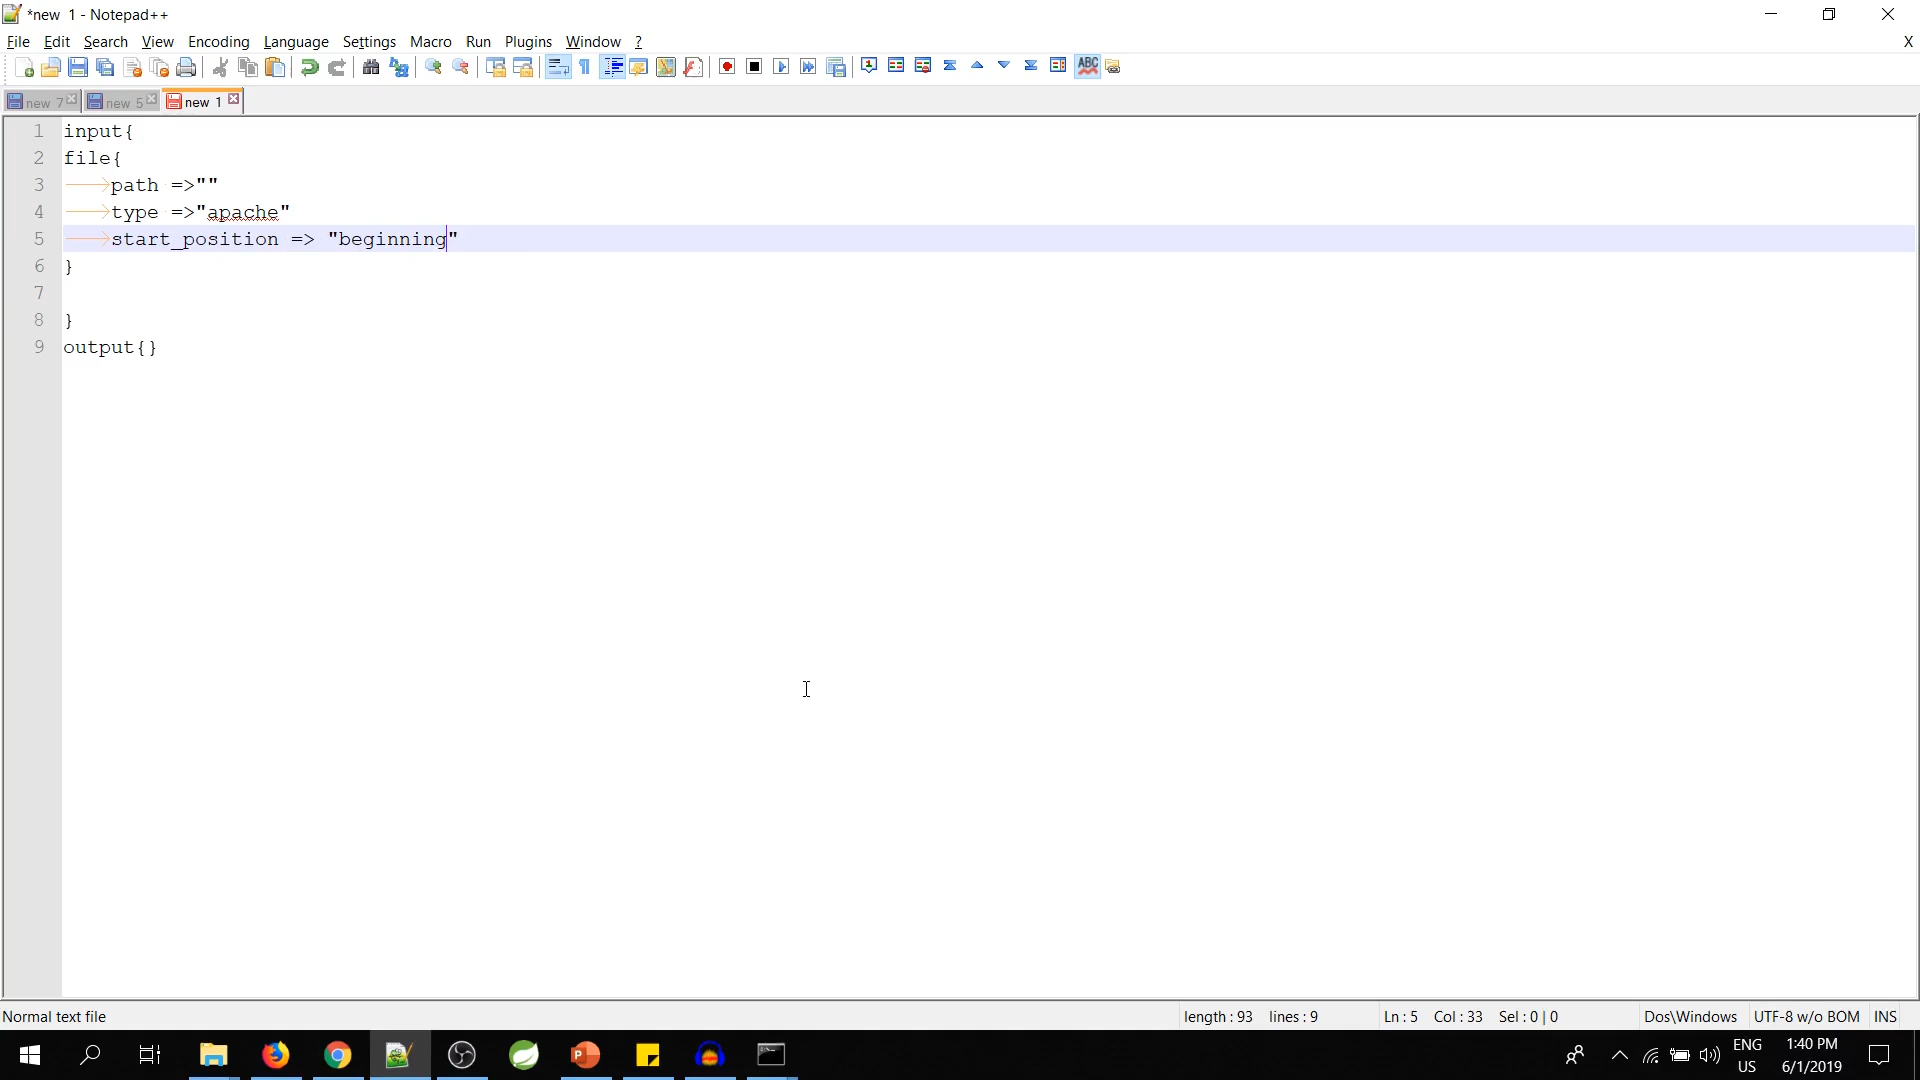 *new 1 - Notepad++
File Edit Search View Encoding Language Settings Macro Run Plugins Window ?
X
new 7 new 5 new 1
1 input{
2 file{
3 path =>""
4 type =>"apache"
5 start_position => "beginning"
6 }
7
8 }
9 output{}
Normal text file length : 93 lines : 9 Ln : 5 Col : 33 Sel : 0 | 0 Dos\Windows UTF-8 w/o BOM INS
ENG
US
1:40 PM
6/1/2019